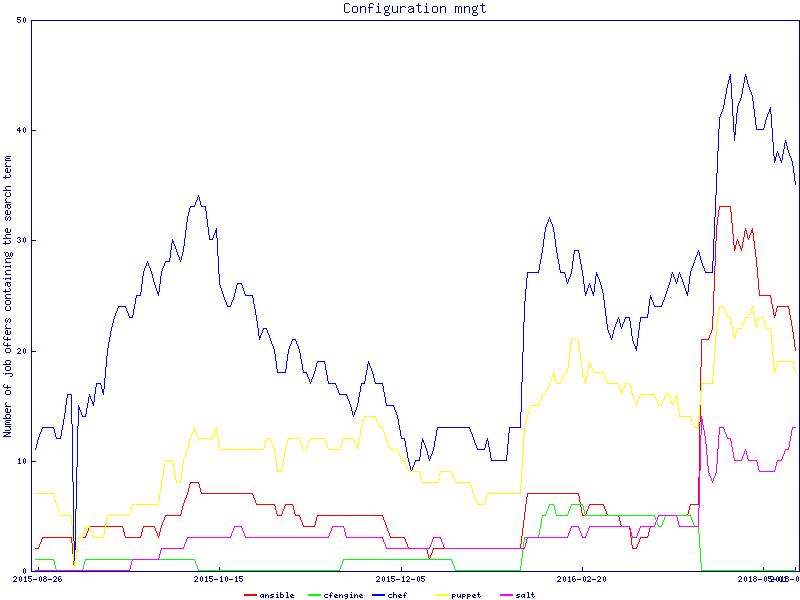 Configuration mngt
Number of job offers containing the search term
50
40
30
20
10
0
2015-08-26 2015-10-15 2015-12-05 2016-02-20
ansible cfengine chef puppet salt